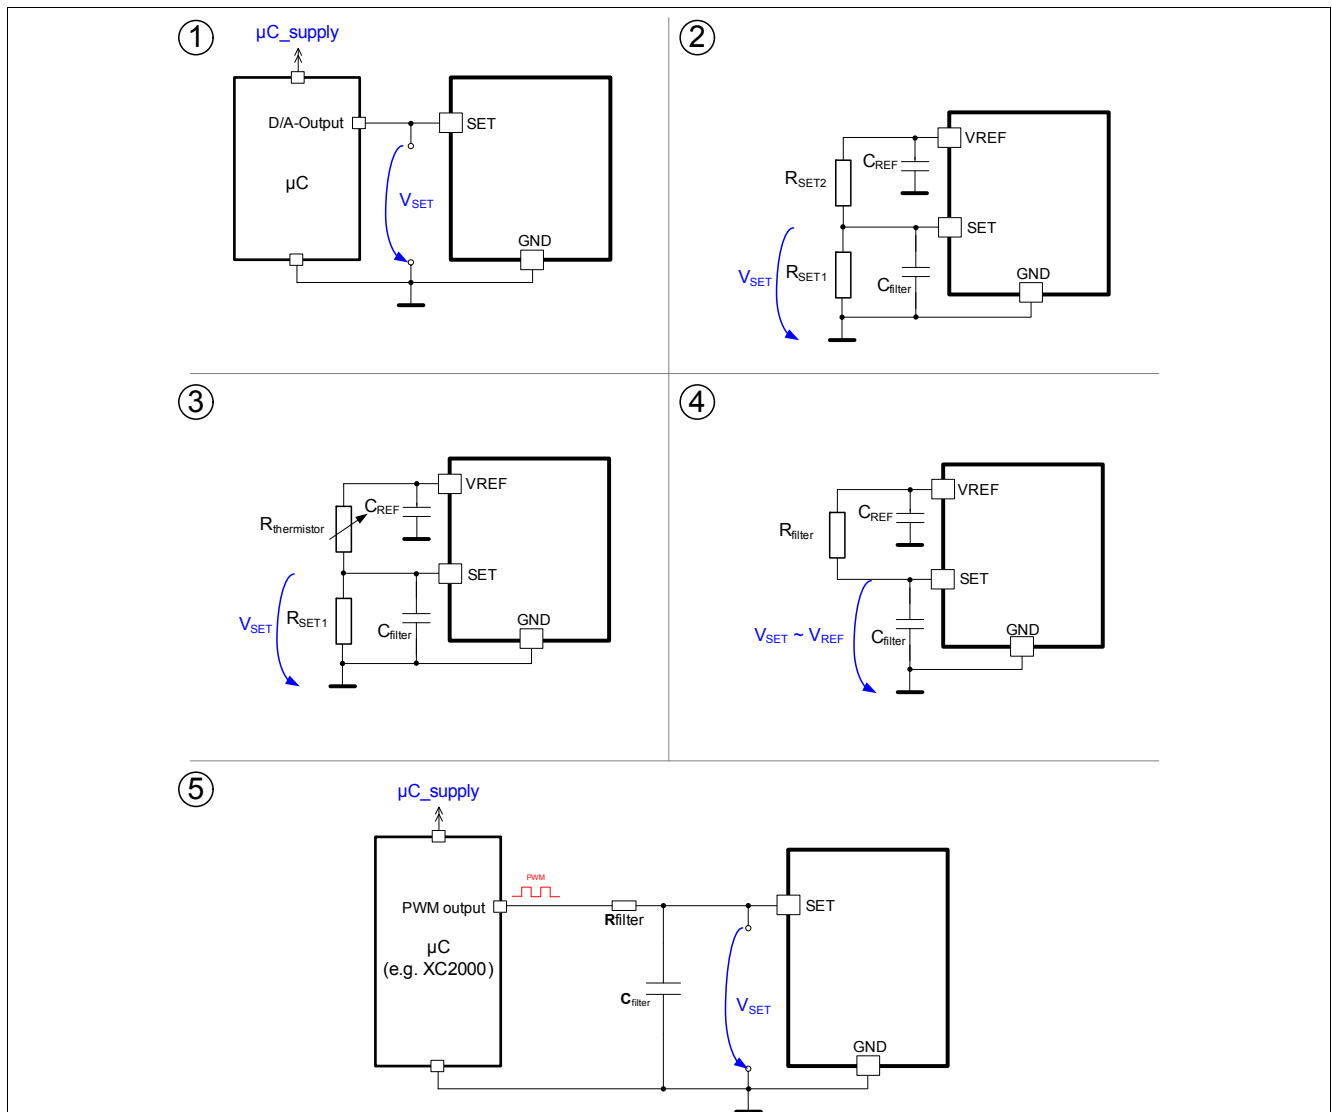 1
µC_supply
D/A-Output
SET
µC
VSET
GND
2
VREF
CREF
RSET2
SET
VSET
RSET1
Cfilter
GND
3
VREF
CREF
Rthermistor
SET
VSET
RSET1
Cfilter
GND
4
VREF
CREF
Rfilter
SET
VSET ~ VREF
Cfilter
GND
5
µC_supply
PWM
PWM output
Rfilter
SET
µC
(e.g. XC2000)
Cfilter
VSET
GND